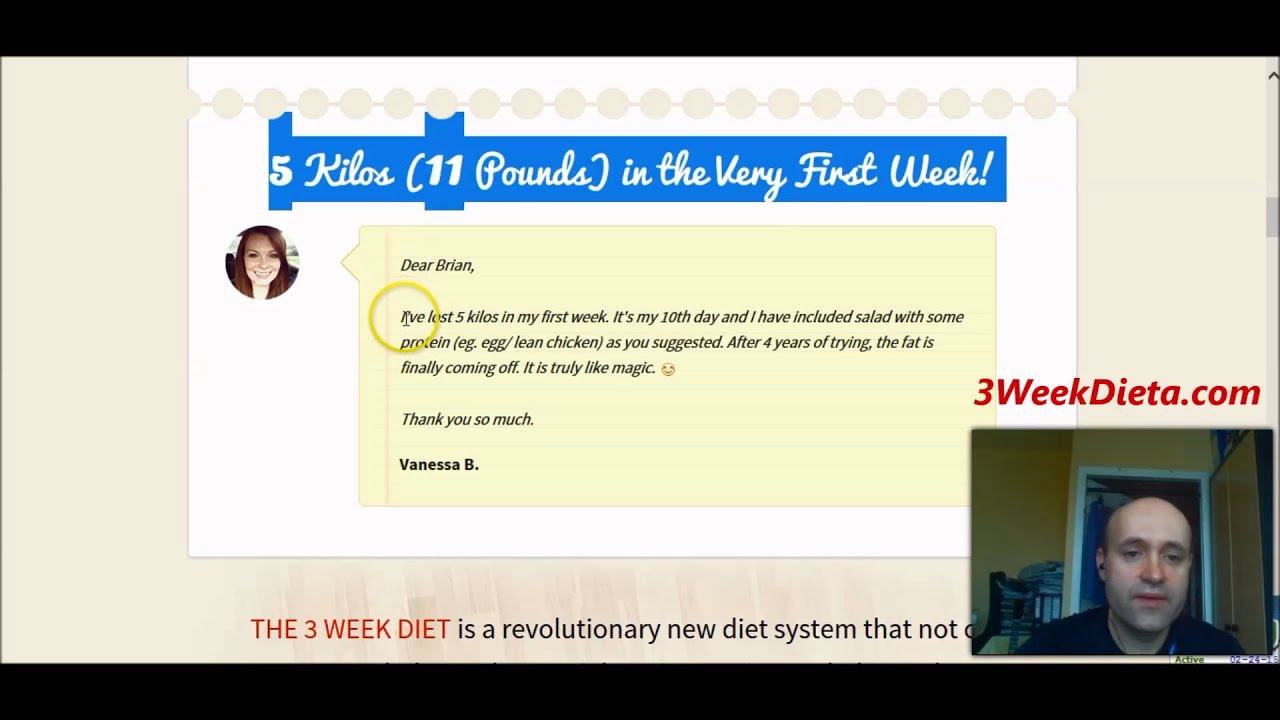 5 Kilos (11 Pounds) in the Very First Week!
Dear Brian,
I've lost 5 kilos in my first week. It's my 10th day and I have included salad with some
protein (eg. egg/ lean chicken) as you suggested. After 4 years of trying, the fat is
finally coming off. It is truly like magic.
3WeekDieta.com
Thank you so much.
Vanessa B.
THE 3 WEEK DIET is a revolutionary new diet system that not
Active 02-24-15